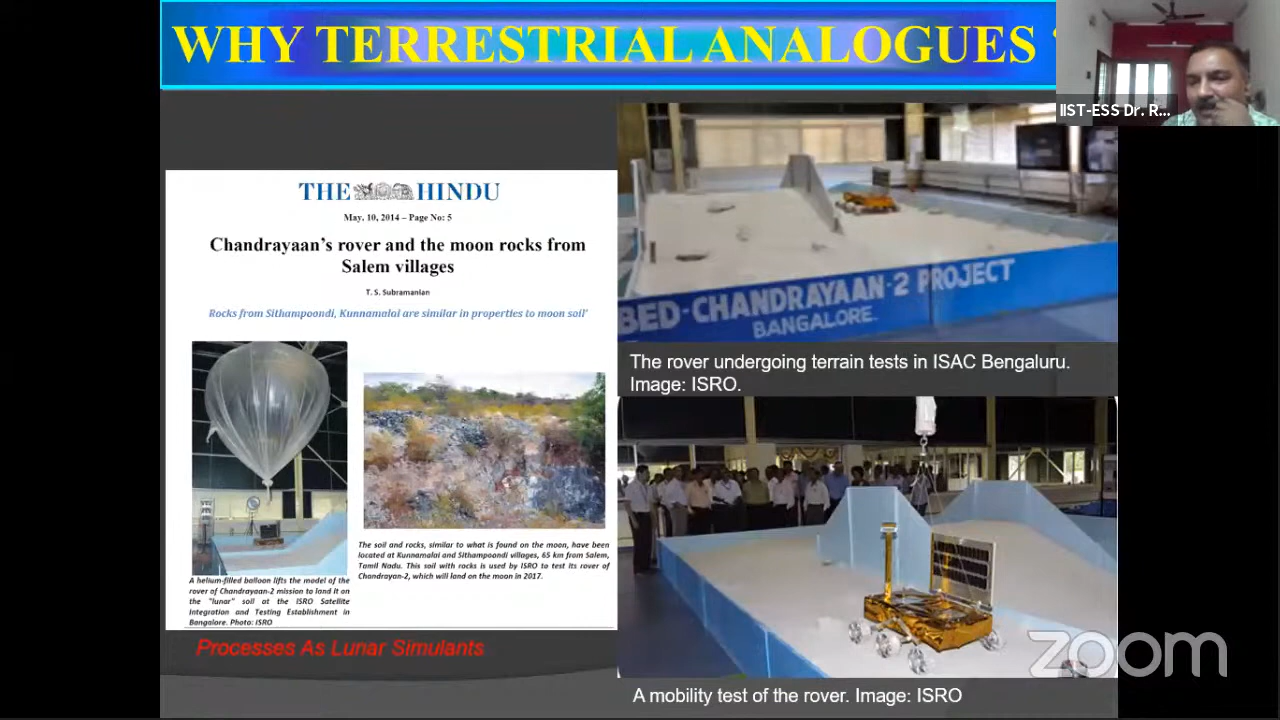 WHY TERRESTRIAL ANALOGUES
IIST-ESS Dr. R...
THE HINDU
May, 10, 2014 – Page No: 5
Chandrayaan's rover and the moon rocks from
Salem villages
T. S. Subramanian
Rocks from Sithampoondi, Kunnamalai are similar in properties to moon soil'
The soil and rocks, similar to what is found on the moon, have been
located at Kunnamalai and Sithampoondi villages, 65 km from Salem,
Tamil Nadu. This soil with rocks is used by ISRO to test its rover of
Chandrayan-2, which will land on the moon in 2017.
A helium-filled balloon lifts the model of the
rover of Chandrayaan-2 mission to land it on
the "lunar" soil at the ISRO Satellite
Integration and Testing Establishment in
Bangalore. Photo: ISRO
Processes As Lunar Simulants
BED-CHANDRAYAAN-2 PROJECT
BANGALORE.
The rover undergoing terrain tests in ISAC Bengaluru.
Image: ISRO.
A mobility test of the rover. Image: ISRO
zoom